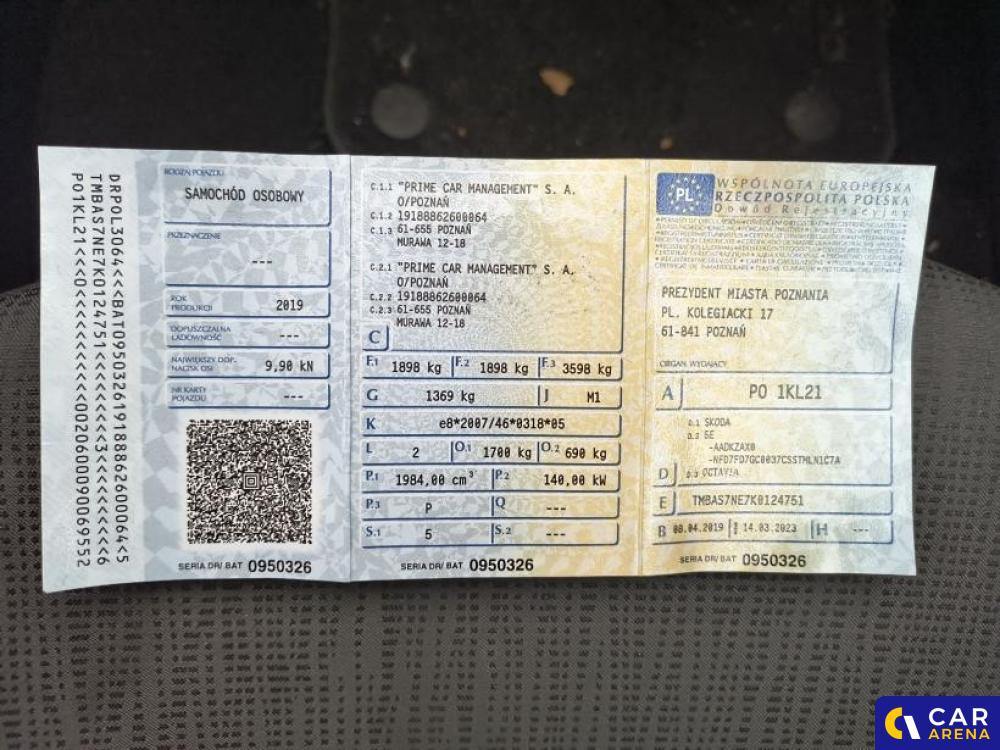 DRPOL3064<<<BAT09503261918886260006​4<5
TMBAS7NE7K0124751<<<<<<<<3<<<<<<<<<<6
PO1KL21<<0<<<<<<<<<<<<<<0020600090069552
RODZAJ POJAZDU
SAMOCHÓD OSOBOWY
PRZEZNACZENIE
---
ROK PRODUKCJI 2019
DOPUSZCZALNA ŁADOWNOŚĆ ---
NAJWIĘKSZY DOP. NACISK OSI 9,90 kN
NR KARTY POJAZDU ---
SERIA DR/ BAT 0950326
C.1.1 "PRIME CAR MANAGEMENT" S. A.
O/POZNAŃ
C.1.2 19188862600064
C.1.3 61-655 POZNAŃ
MURAWA 12-18
C.2.1 "PRIME CAR MANAGEMENT" S. A.
O/POZNAŃ
C.2.2 19188862600064
C.2.3 61-655 POZNAŃ
MURAWA 12-18
C
F.1 1898 kg F.2 1898 kg F.3 3598 kg
G 1369 kg J M1
K e8*2007/46*0318*05
L 2 O.1 1700 kg O.2 690 kg
P.1 1984,00 cm³ P.2 140,00 kW
P.3 P Q ---
S.1 5 S.2 ---
SERIA DR/ BAT 0950326
PL
WSPÓLNOTA EUROPEJSKA
RZECZPOSPOLITA POLSKA
Dowód Rejestracyjny
PREZYDENT MIASTA POZNANIA
PL. KOLEGIACKI 17
61-841 POZNAŃ
ORGAN WYDAJĄCY
A PO 1KL21
D.1 SKODA
D.2 5E
-AADKZAX0
-NFD7FD7GC0037CSSTMLN1C7A
D D.3 OCTAVIA
E TMBAS7NE7K0124751
B 08.04.2019 14.03.2023 H ---
SERIA DR/ BAT 0950326
CAR
ARENA